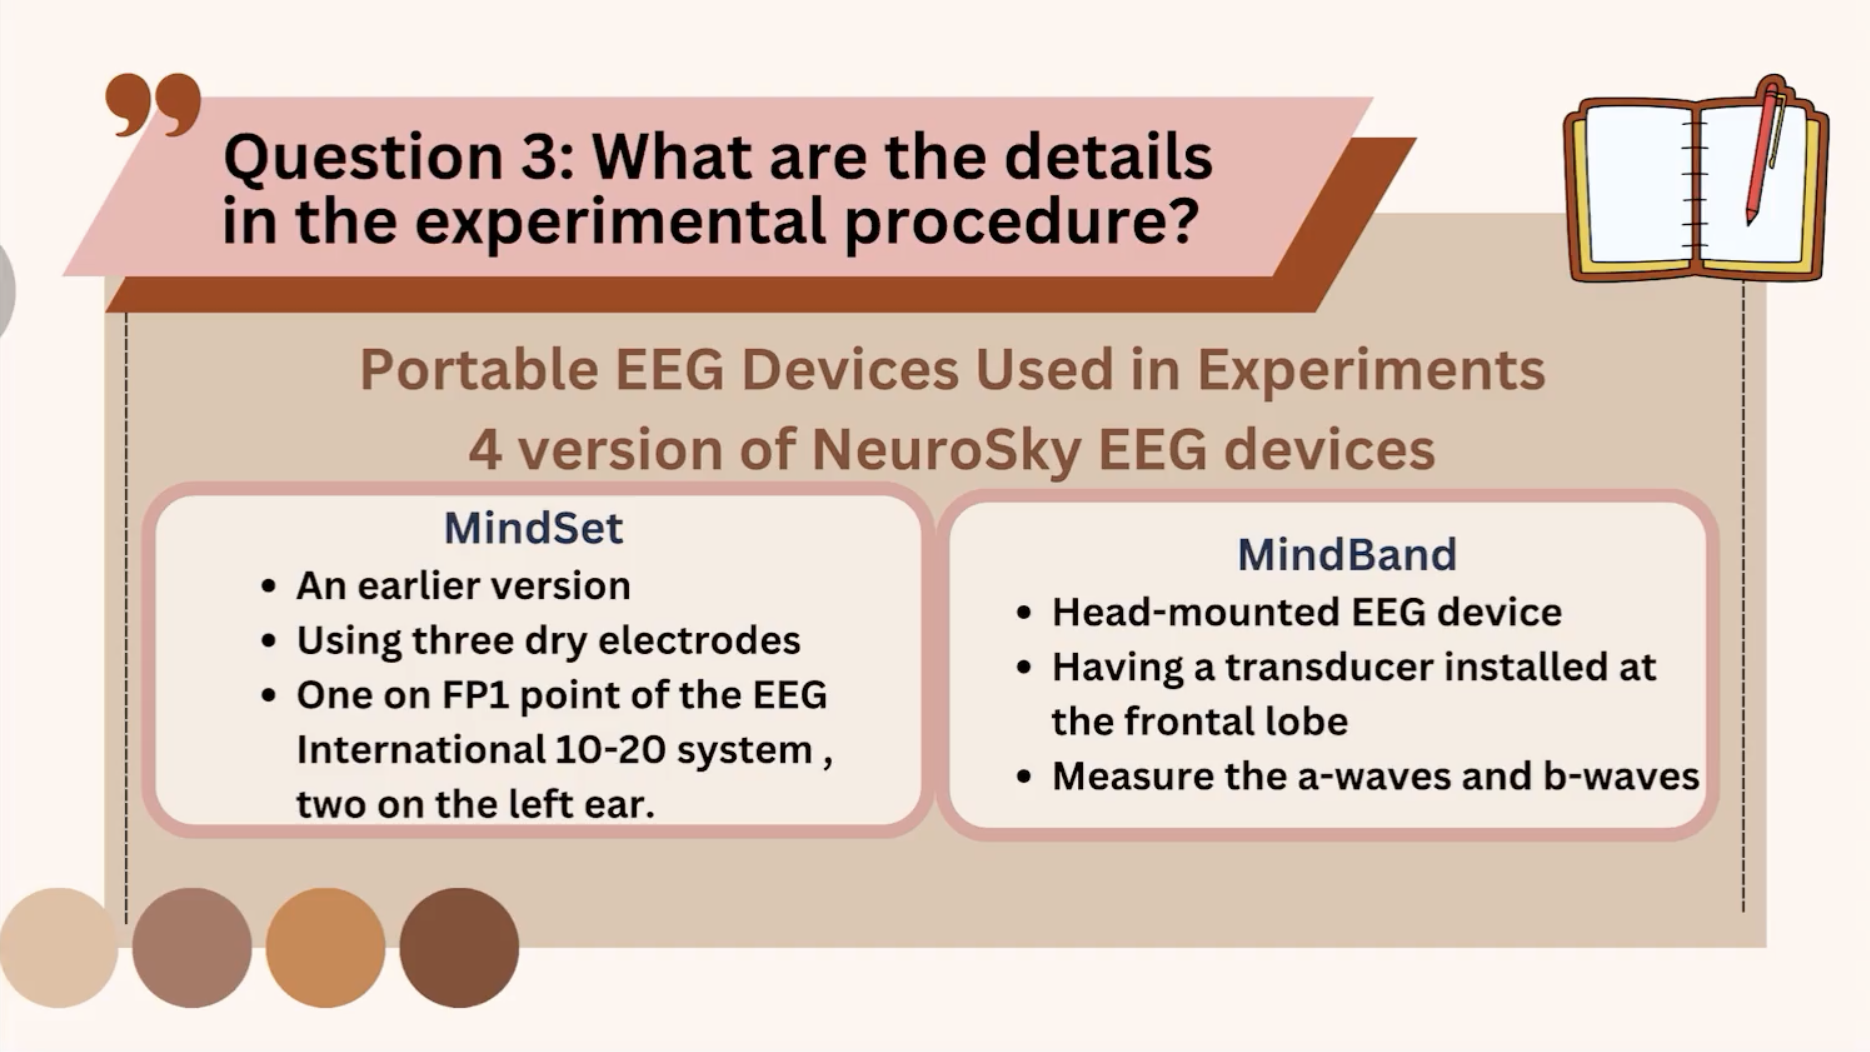 Question 3: What are the details
in the experimental procedure?
Portable EEG Devices Used in Experiments
4 version of NeuroSky EEG devices
MindSet
• An earlier version
• Using three dry electrodes
• One on FP1 point of the EEG
International 10-20 system ,
two on the left ear.
MindBand
• Head-mounted EEG device
• Having a transducer installed at
the frontal lobe
• Measure the a-waves and b-waves